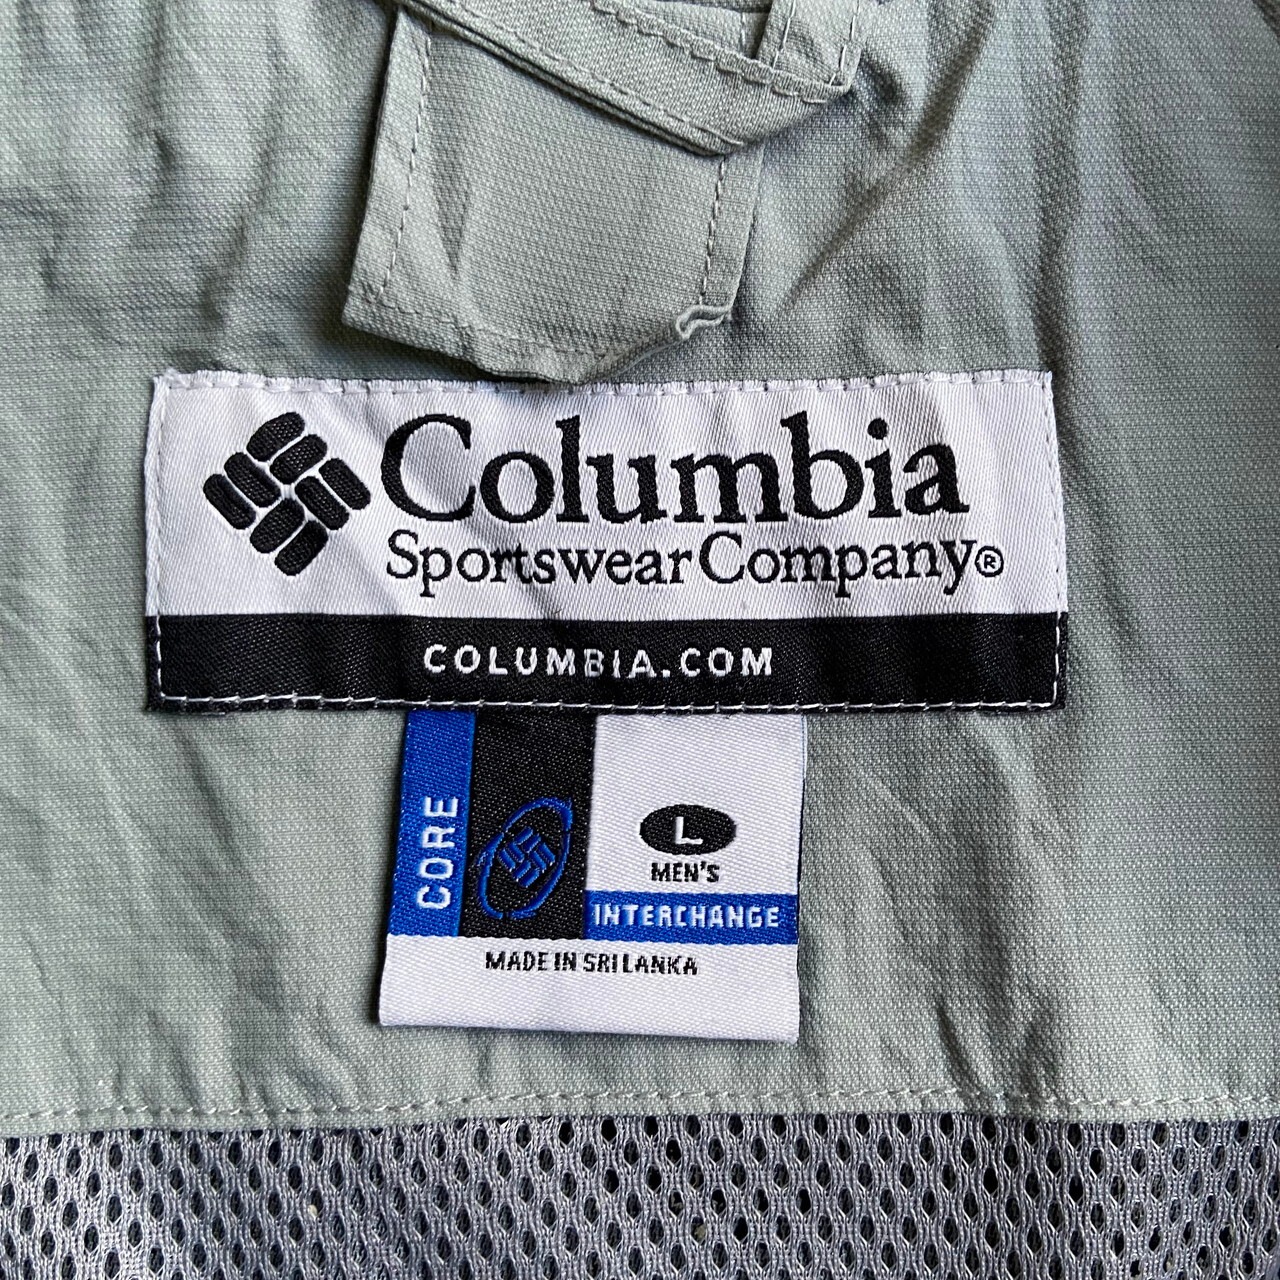 Columbia
Sportswear Company®
COLUMBIA.COM
CORE
L
MEN'S
INTERCHANGE
MADE IN SRI LANKA